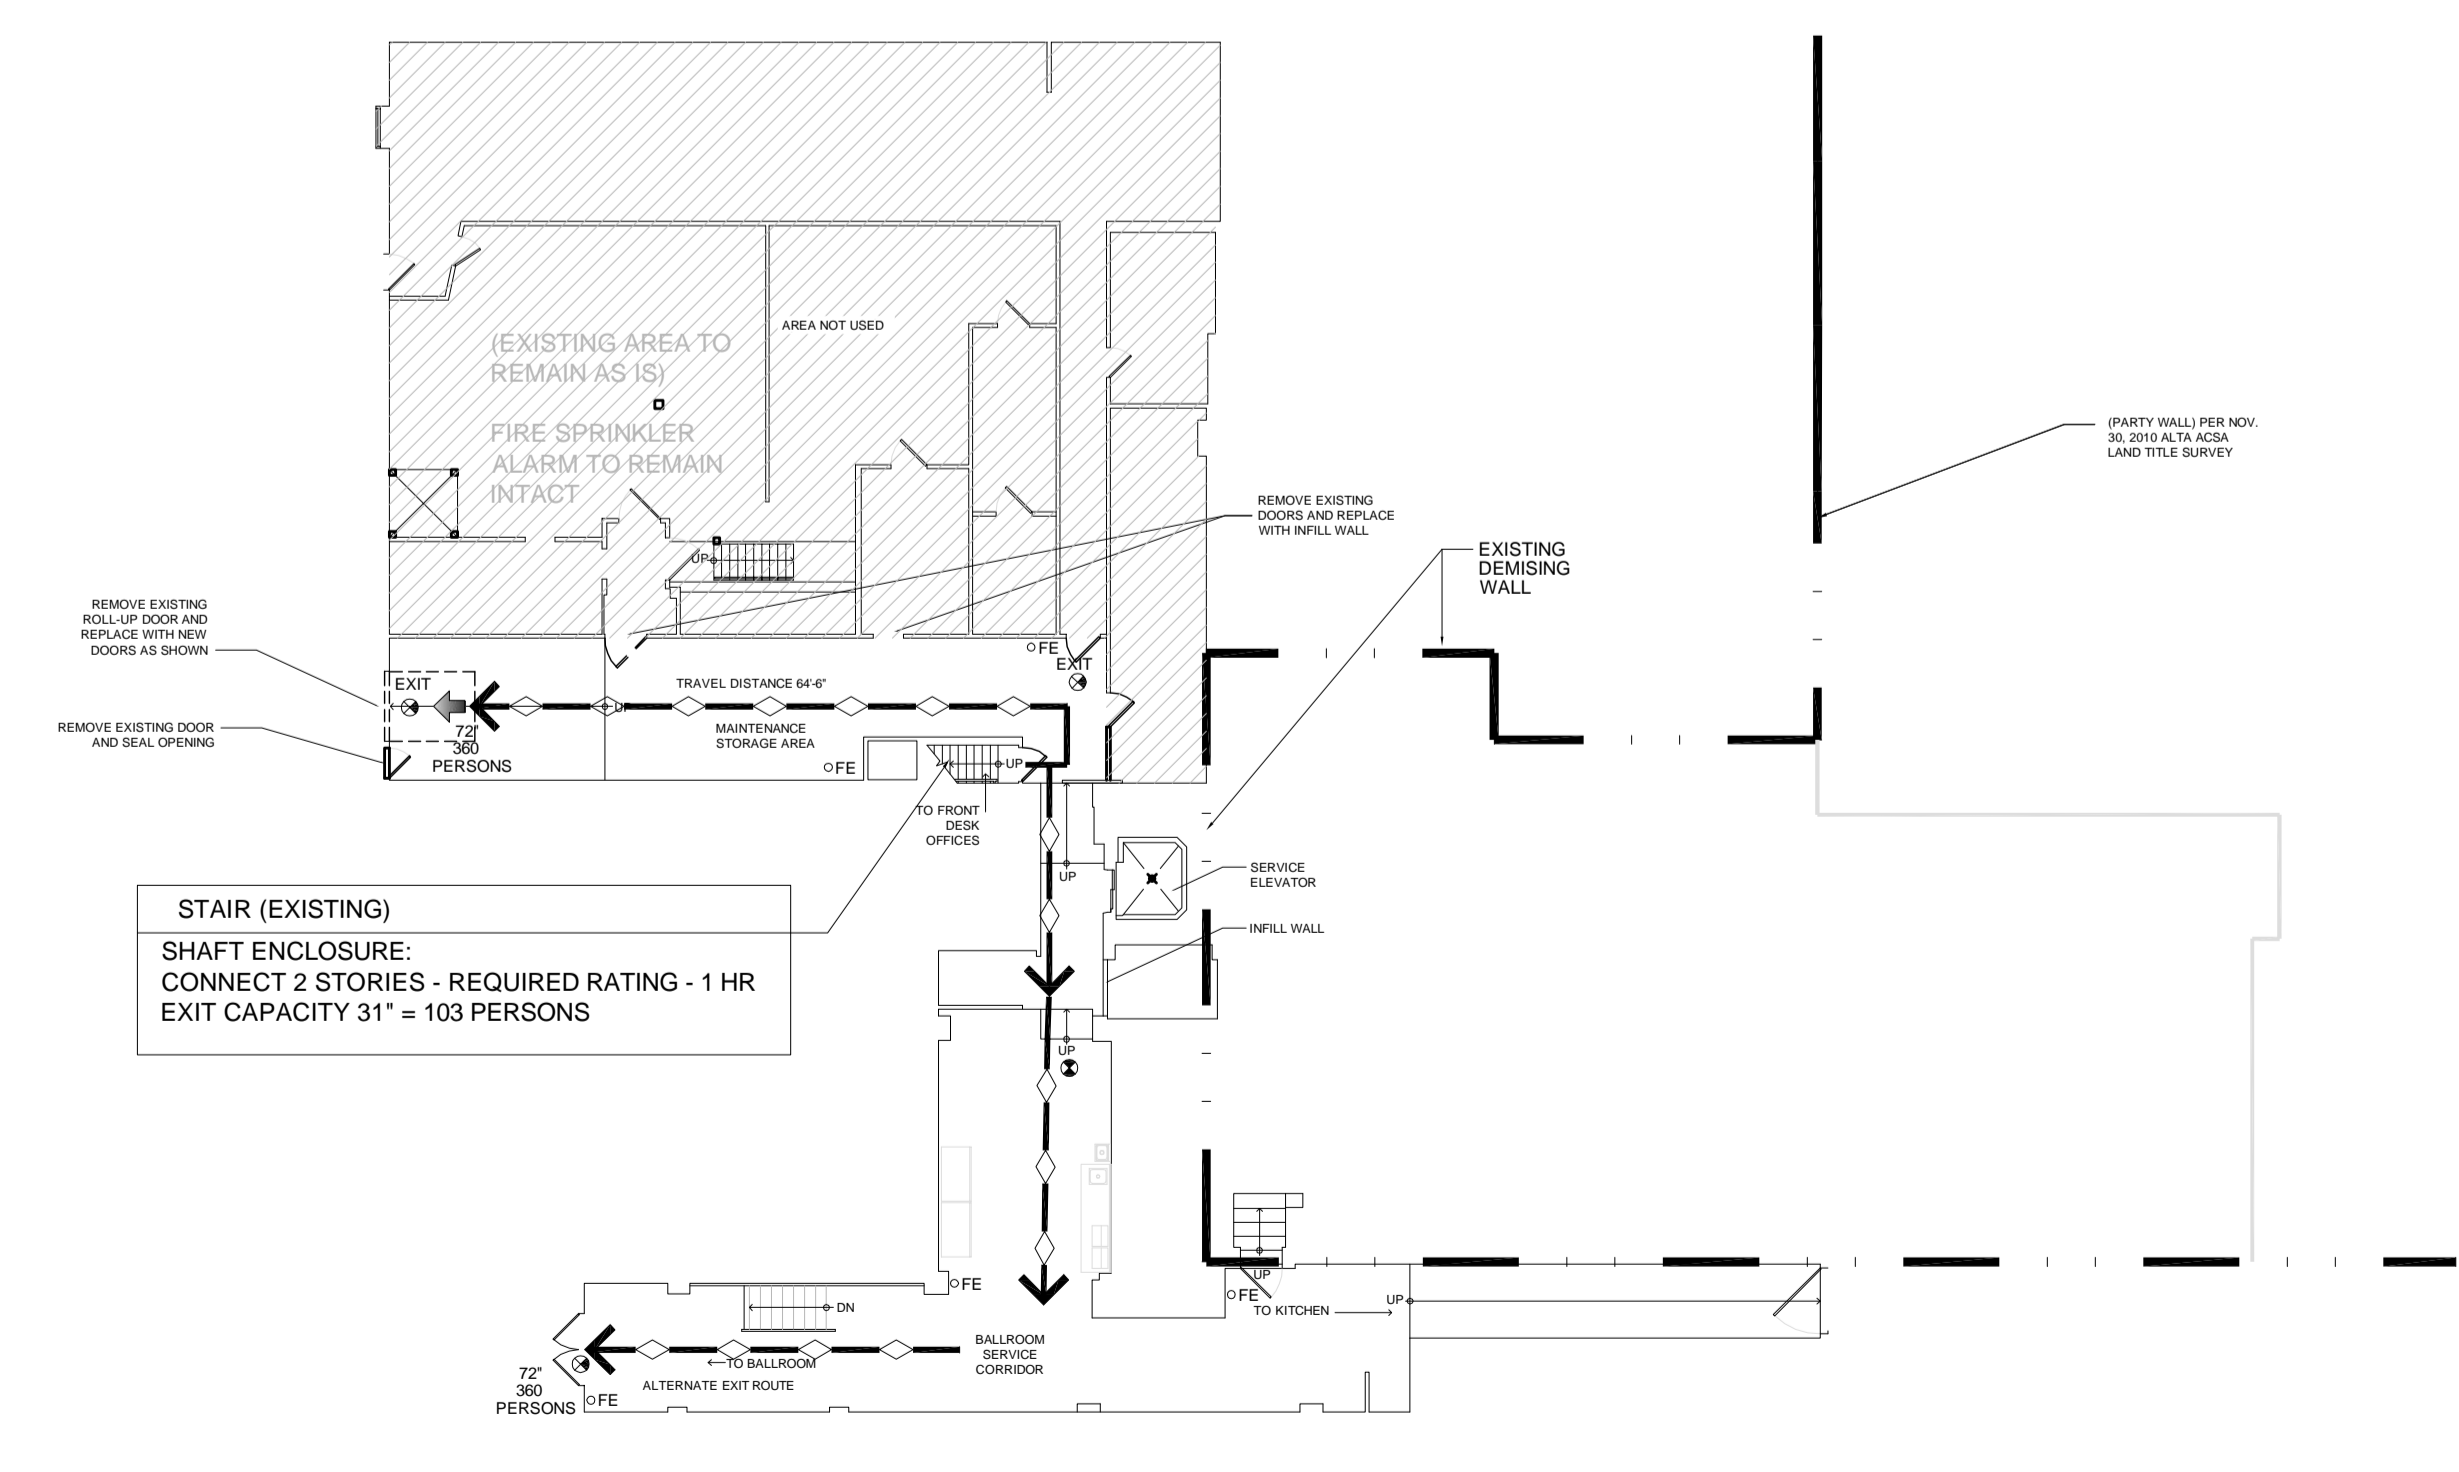 AREA NOT USED
(EXISTING AREA TO
REMAIN AS IS)
FIRE SPRINKLER
ALARM TO REMAIN
INTACT
(PARTY WALL) PER NOV.
30, 2010 ALTA ACSA
LAND TITLE SURVEY
REMOVE EXISTING
DOORS AND REPLACE
WITH INFILL WALL
EXISTING
DEMISING
WALL
UP
REMOVE EXISTING
ROLL-UP DOOR AND
REPLACE WITH NEW
DOORS AS SHOWN
FE
EXIT
EXIT
TRAVEL DISTANCE 64'-6"
UP
REMOVE EXISTING DOOR
AND SEAL OPENING
72"
360
PERSONS
MAINTENANCE
STORAGE AREA
FE
UP
TO FRONT
DESK
OFFICES
UP
SERVICE
ELEVATOR
STAIR (EXISTING)
SHAFT ENCLOSURE:
CONNECT 2 STORIES - REQUIRED RATING - 1 HR
EXIT CAPACITY 31" = 103 PERSONS
INFILL WALL
UP
FE
UP
FE
TO KITCHEN
UP
DN
BALLROOM
SERVICE
CORRIDOR
TO BALLROOM
ALTERNATE EXIT ROUTE
72"
360
PERSONS
FE